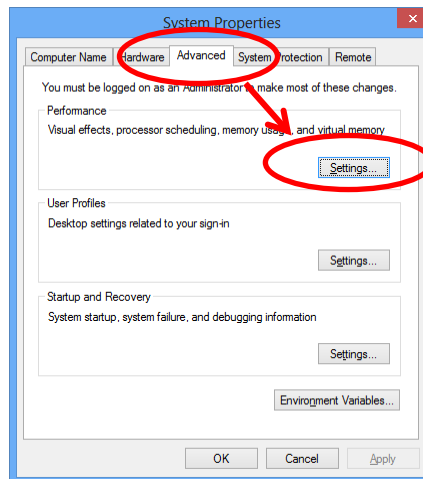 System Properties
Computer Name Hardware Advanced System Protection Remote
You must be logged on as an Administrator to make most of these changes.
Performance
Visual effects, processor scheduling, memory usage, and virtual memory
Settings...
User Profiles
Desktop settings related to your sign-in
Settings...
Startup and Recovery
System startup, system failure, and debugging information
Settings...
Environment Variables...
OK Cancel Apply